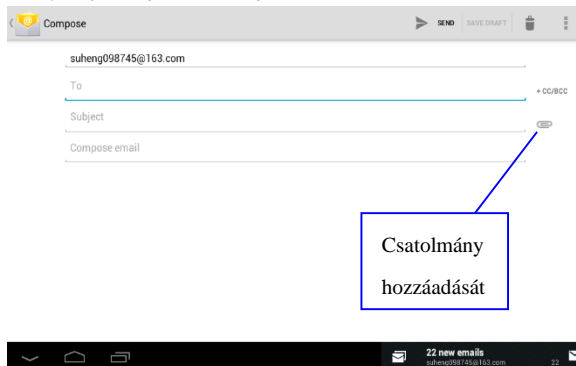 Compose
SEND SAVE DRAFT
suheng098745@163.com
To
+ CC/BCC
Subject
Compose email
Csatolmány
hozzáadását
22 new emails
suheng098745@163.com 22